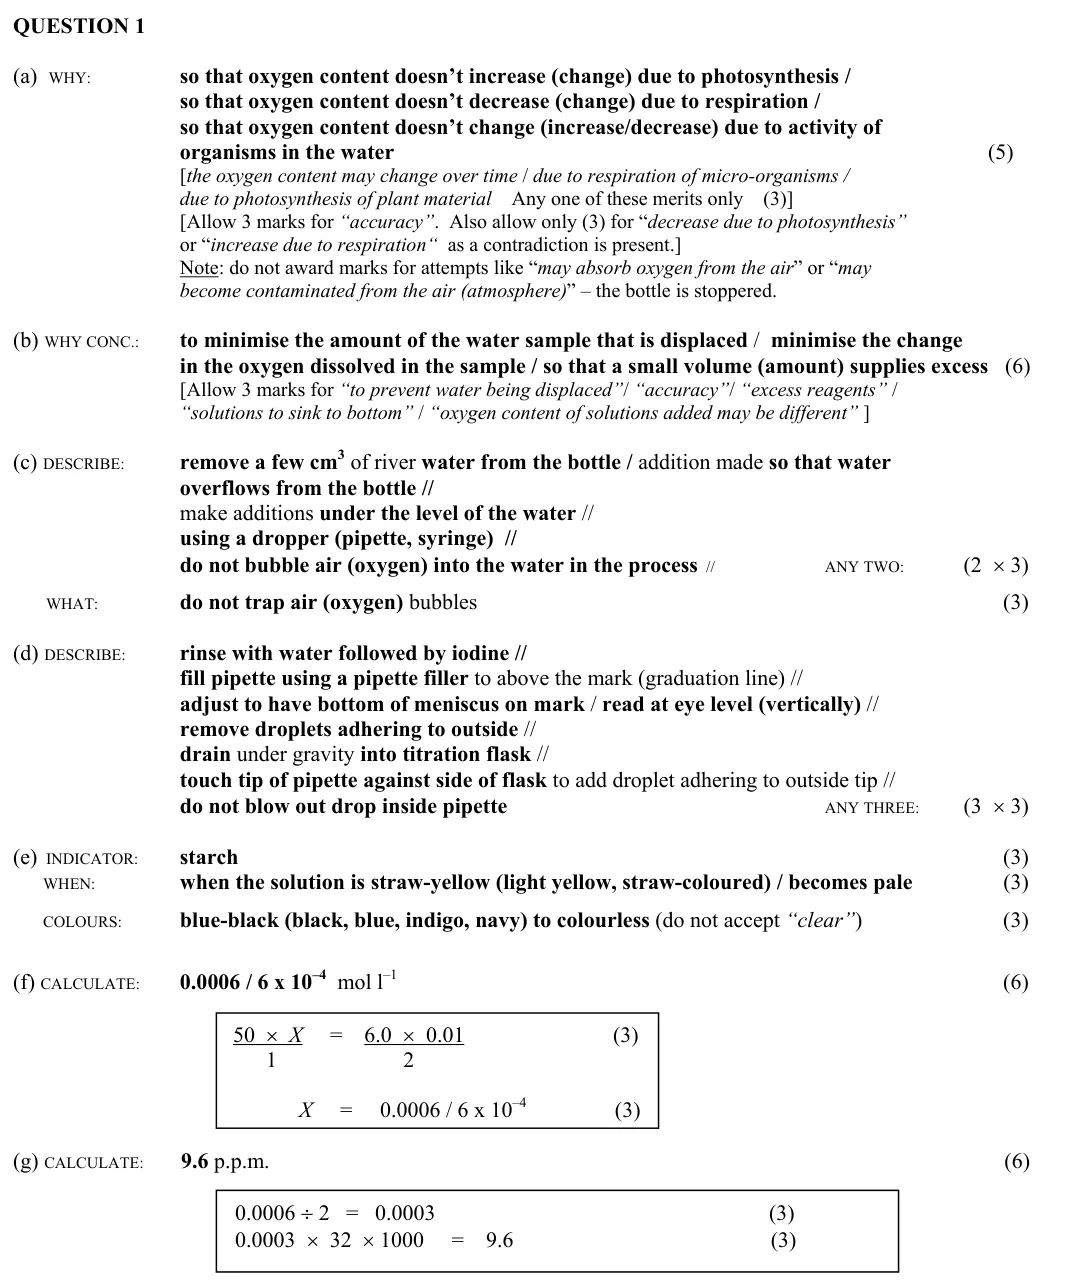 QUESTION 1
(a) WHY: so that oxygen content doesn't increase (change) due to photosynthesis /
so that oxygen content doesn't decrease (change) due to respiration /
so that oxygen content doesn't change (increase/decrease) due to activity of
organisms in the water (5)
[the oxygen content may change over time / due to respiration of micro-organisms /
due to photosynthesis of plant material Any one of these merits only (3)]
[Allow 3 marks for “accuracy”. Also allow only (3) for “decrease due to photosynthesis”
or “increase due to respiration“ as a contradiction is present.]
Note: do not award marks for attempts like “may absorb oxygen from the air” or “may
become contaminated from the air (atmosphere)” – the bottle is stoppered.
(b) WHY CONC.: to minimise the amount of the water sample that is displaced / minimise the change
in the oxygen dissolved in the sample / so that a small volume (amount) supplies excess (6)
[Allow 3 marks for “to prevent water being displaced”/ “accuracy”/ “excess reagents” /
“solutions to sink to bottom” / “oxygen content of solutions added may be different” ]
(c) DESCRIBE: remove a few cm³ of river water from the bottle / addition made so that water
overflows from the bottle //
make additions under the level of the water //
using a dropper (pipette, syringe) //
do not bubble air (oxygen) into the water in the process // ANY TWO: (2 × 3)
WHAT: do not trap air (oxygen) bubbles (3)
(d) DESCRIBE: rinse with water followed by iodine //
fill pipette using a pipette filler to above the mark (graduation line) //
adjust to have bottom of meniscus on mark / read at eye level (vertically) //
remove droplets adhering to outside //
drain under gravity into titration flask //
touch tip of pipette against side of flask to add droplet adhering to outside tip //
do not blow out drop inside pipette ANY THREE: (3 × 3)
(e) INDICATOR: starch (3)
WHEN: when the solution is straw-yellow (light yellow, straw-coloured) / becomes pale (3)
COLOURS: blue-black (black, blue, indigo, navy) to colourless (do not accept “clear”) (3)
(f) CALCULATE: 0.0006 / 6 x 10⁻⁴ mol l⁻¹ (6)
50 × X = 6.0 × 0.01 (3)
1 2
X = 0.0006 / 6 x 10⁻⁴ (3)
(g) CALCULATE: 9.6 p.p.m. (6)
0.0006 ÷ 2 = 0.0003 (3)
0.0003 × 32 × 1000 = 9.6 (3)